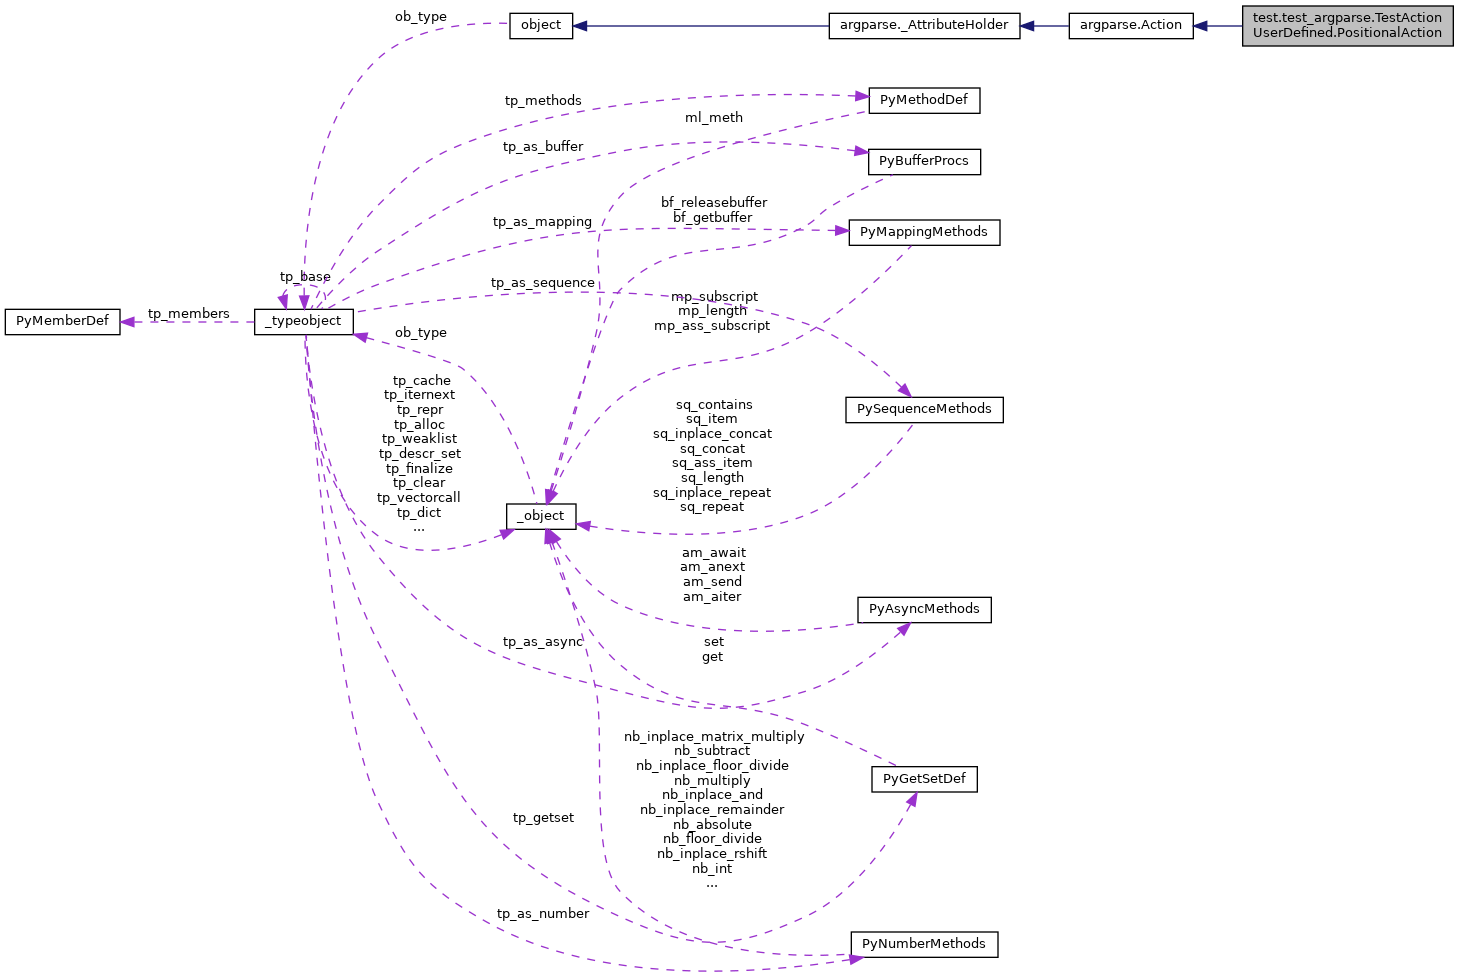 ob_type
object
argparse._AttributeHolder
argparse.Action
test.test_argparse.TestAction
UserDefined.PositionalAction
tp_methods
PyMethodDef
ml_meth
tp_as_buffer
PyBufferProcs
bf_releasebuffer
bf_getbuffer
tp_as_mapping
PyMappingMethods
tp_base
tp_as_sequence
mp_subscript
mp_length
mp_ass_subscript
PyMemberDef
tp_members
_typeobject
ob_type
tp_cache
tp_iternext
tp_repr
tp_alloc
tp_weaklist
tp_descr_set
tp_finalize
tp_clear
tp_vectorcall
tp_dict
...
PySequenceMethods
sq_contains
sq_item
sq_inplace_concat
sq_concat
sq_ass_item
sq_length
sq_inplace_repeat
sq_repeat
_object
am_await
am_anext
am_send
am_aiter
PyAsyncMethods
tp_as_async
set
get
nb_inplace_matrix_multiply
nb_subtract
nb_inplace_floor_divide
nb_multiply
nb_inplace_and
nb_inplace_remainder
nb_absolute
nb_floor_divide
nb_inplace_rshift
nb_int
...
PyGetSetDef
tp_getset
tp_as_number
PyNumberMethods